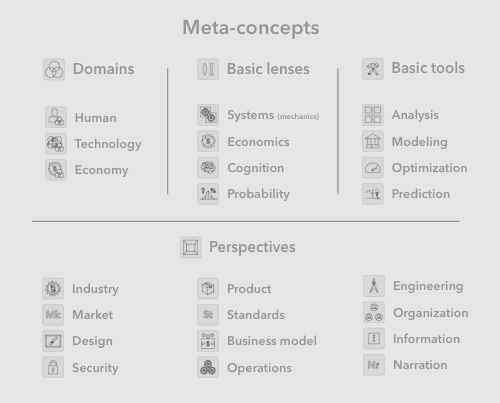 Meta-concepts
Domains
Human
Technology
Economy
Basic lenses
Systems (mechanics)
Economics
Cognition
Probability
Basic tools
Analysis
Modeling
Optimization
Prediction
Perspectives
Industry
Mk Market
Design
Security
Product
St Standards
Business model
Operations
Engineering
Organization
Information
Nr Narration